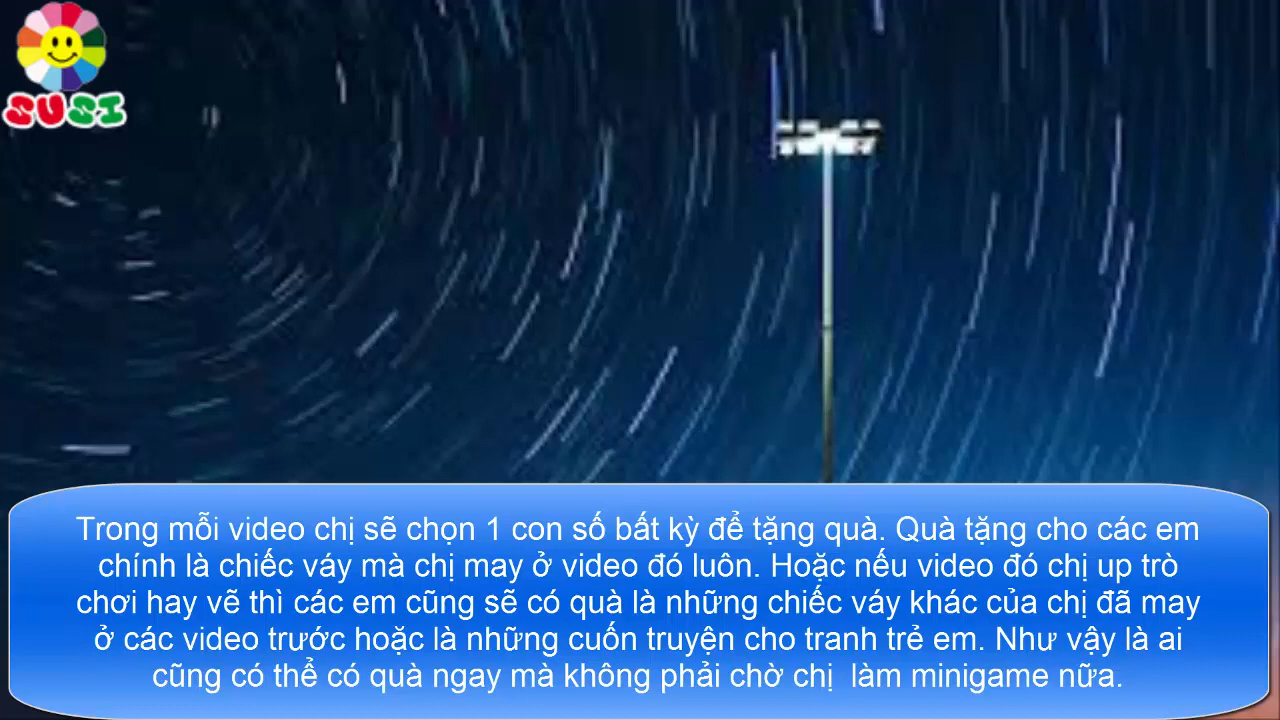 SUSI
Trong mỗi video chị sẽ chọn 1 con số bất kỳ để tặng quà. Quà tặng cho các em
chính là chiếc váy mà chị may ở video đó luôn. Hoặc nếu video đó chị up trò
chơi hay vẽ thì các em cũng sẽ có quà là những chiếc váy khác của chị đã may
ở các video trước hoặc là những cuốn truyện cho tranh trẻ em. Như vậy là ai
cũng có thể có quà ngay mà không phải chờ chị  làm minigame nữa.